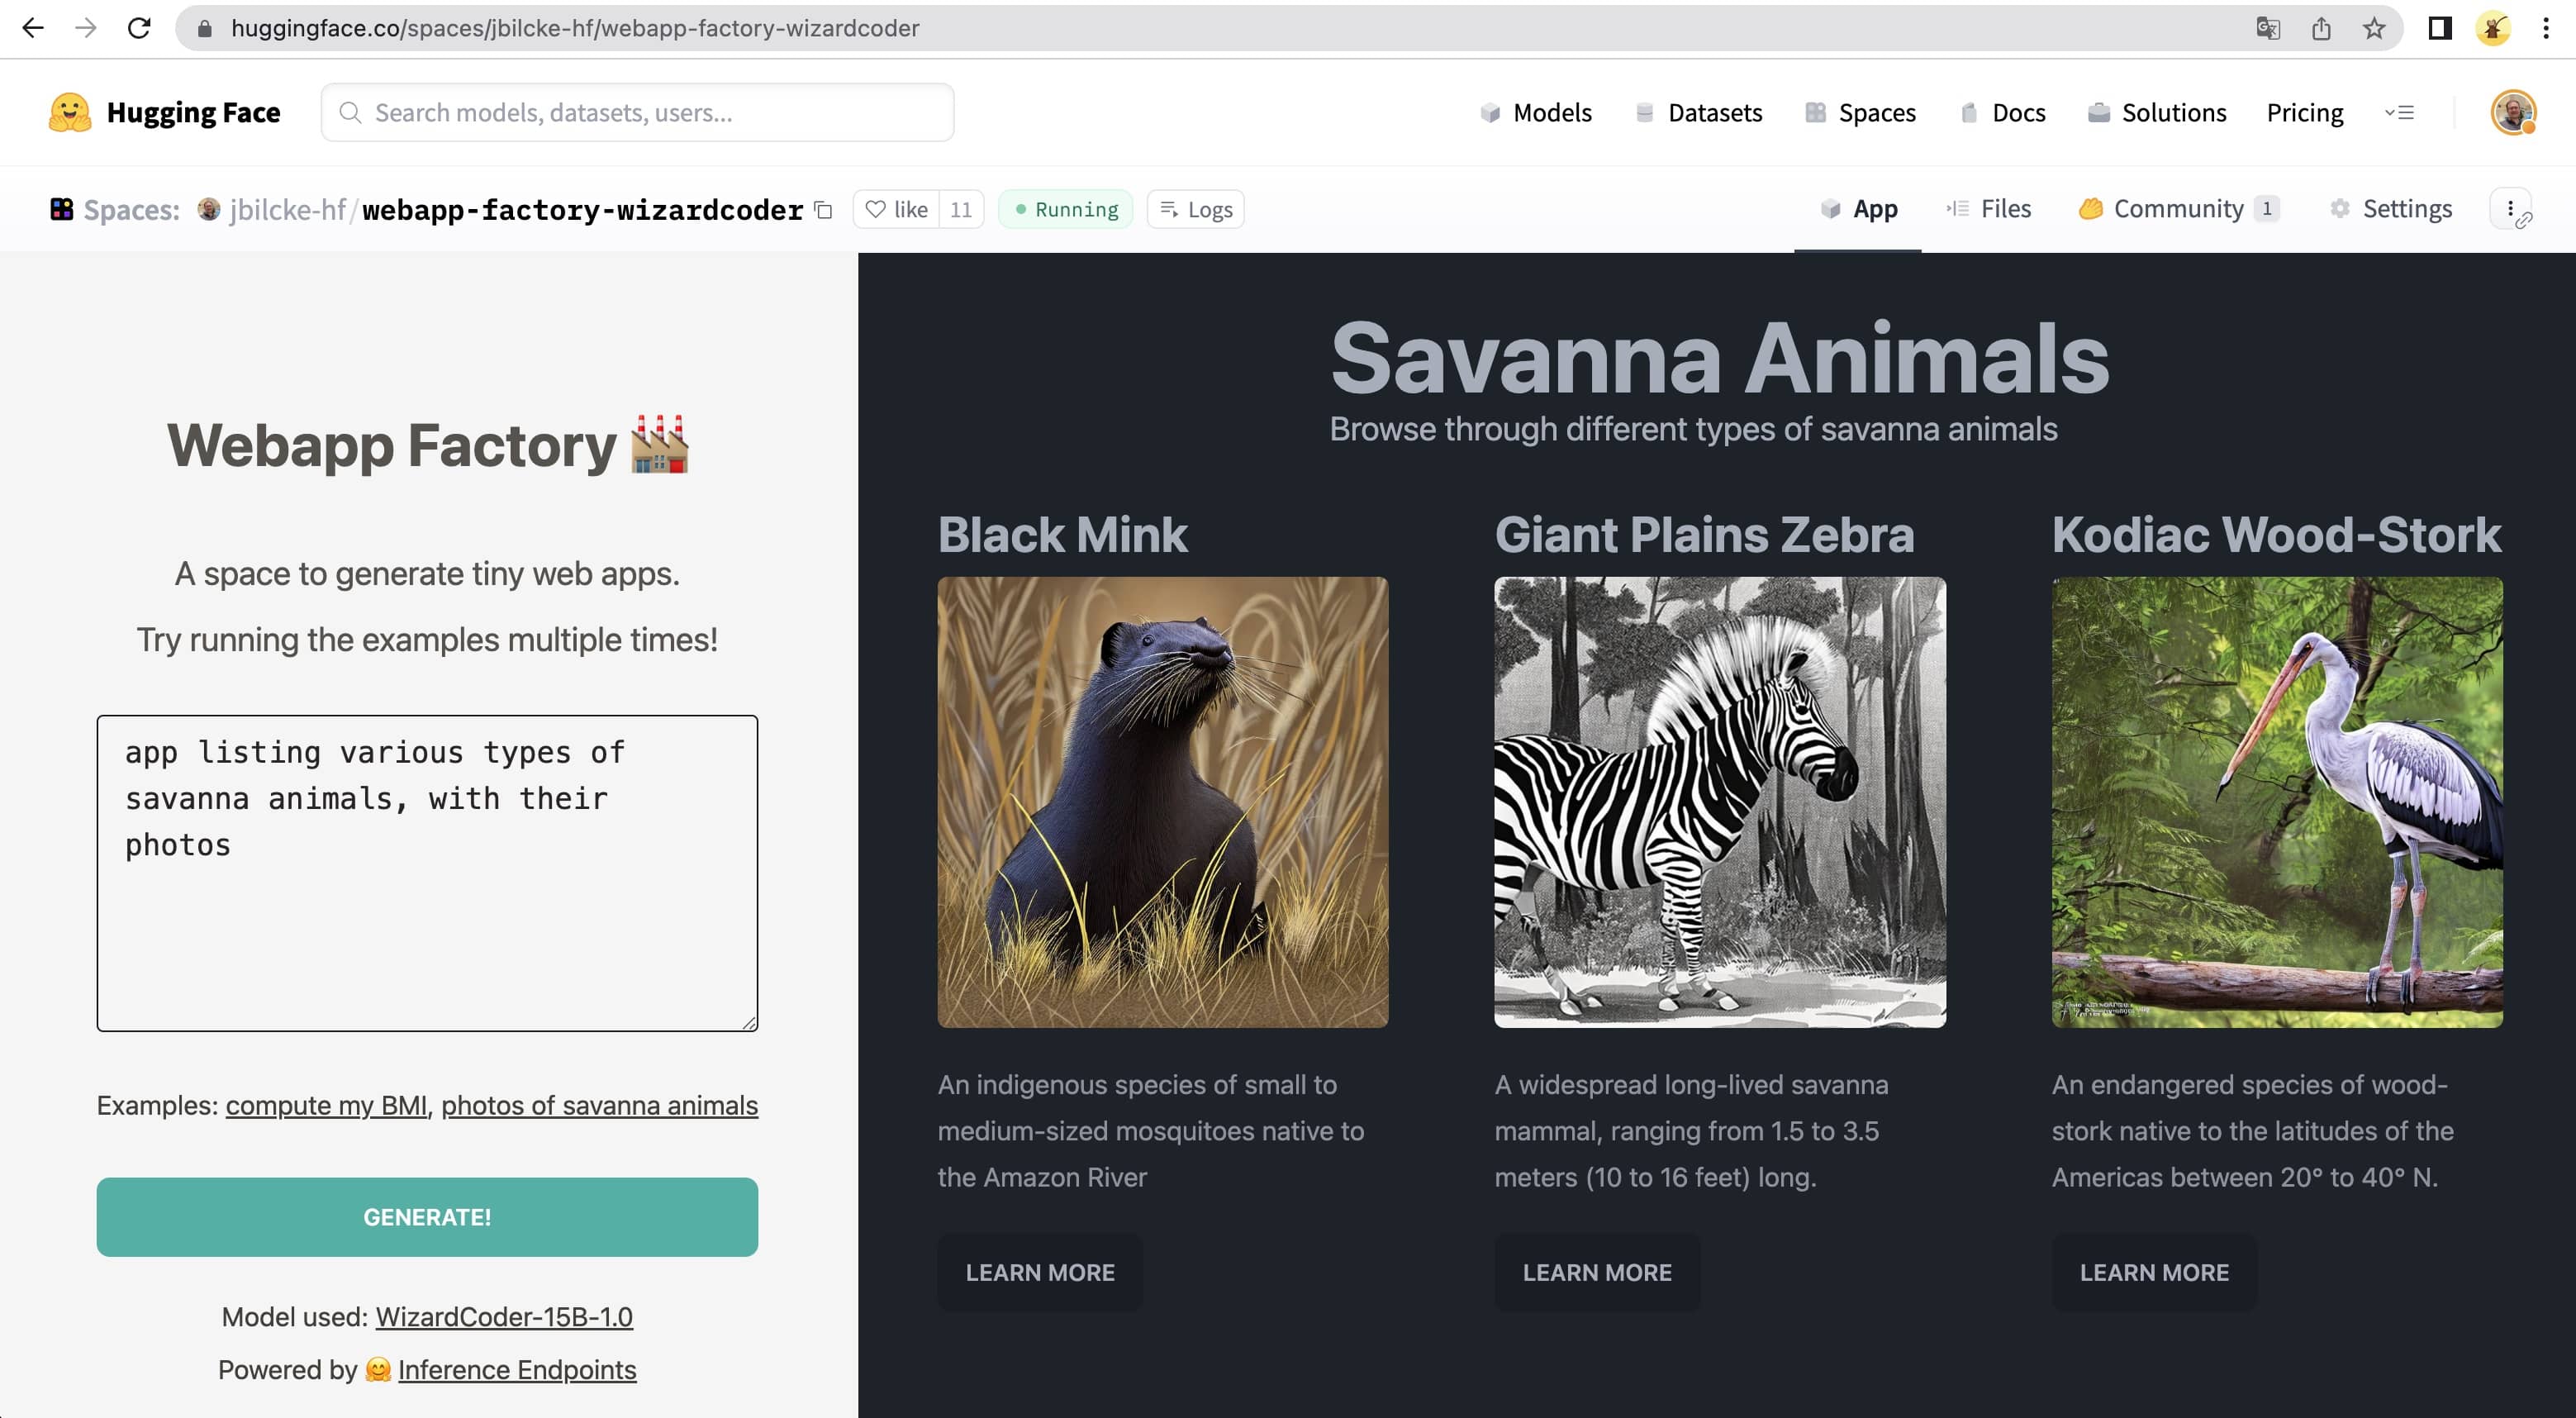 huggingface.co/spaces/jbilcke-hf/webapp-factory-wizardcoder
Hugging Face
Search models, datasets, users...
Models
Datasets
Spaces
Docs
Solutions
Pricing
Spaces:
jbilcke-hf/webapp-factory-wizardcoder
like 11
Running
Logs
App
Files
Community 1
Settings
Webapp Factory
A space to generate tiny web apps.
Try running the examples multiple times!
app listing various types of
savanna animals, with their
photos
Examples: compute my BMI, photos of savanna animals
GENERATE!
Model used: WizardCoder-15B-1.0
Powered by 🤗 Inference Endpoints
Savanna Animals
Browse through different types of savanna animals
Black Mink
An indigenous species of small to
medium-sized mosquitoes native to
the Amazon River
LEARN MORE
Giant Plains Zebra
A widespread long-lived savanna
mammal, ranging from 1.5 to 3.5
meters (10 to 16 feet) long.
LEARN MORE
Kodiac Wood-Stork
An endangered species of wood-
stork native to the latitudes of the
Americas between 20° to 40° N.
LEARN MORE